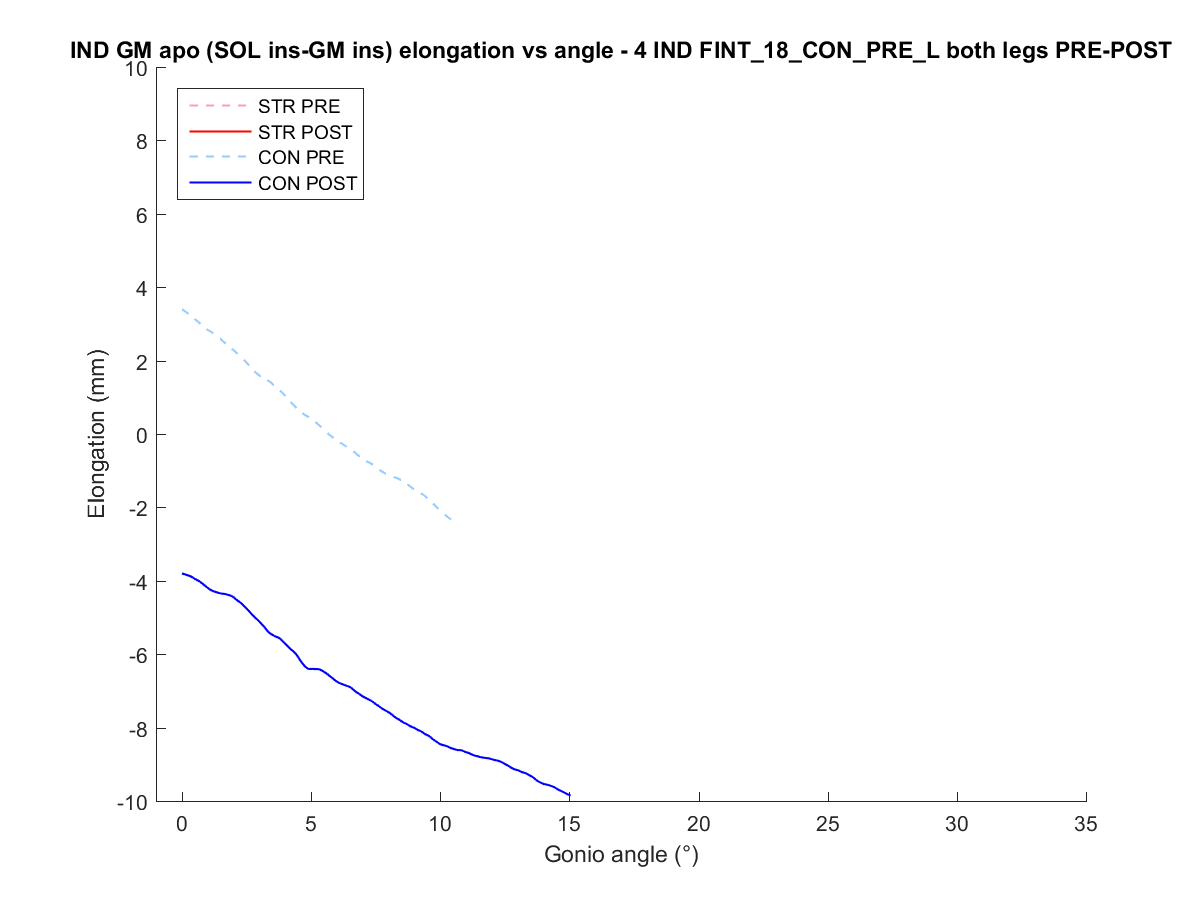 IND GM apo (SOL ins-GM ins) elongation vs angle - 4 IND FINT_18_CON_PRE_L both legs PRE-POST
STR PRE
STR POST
CON PRE
CON POST
10
8
6
4
2
0
-2
-4
-6
-8
-10
Elongation (mm)
0 5 10 15 20 25 30 35
Gonio angle (°)